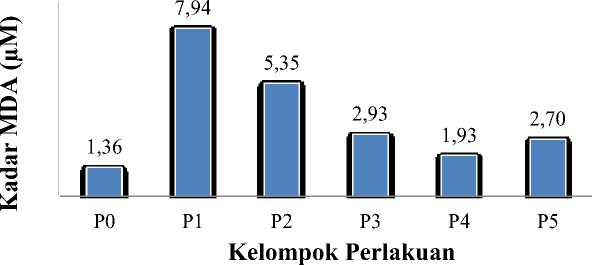 Kadar MDA (µM)
7,94
5,35
2,93
2,70
1,93
1,36
P0 P1 P2 P3 P4 P5
Kelompok Perlakuan